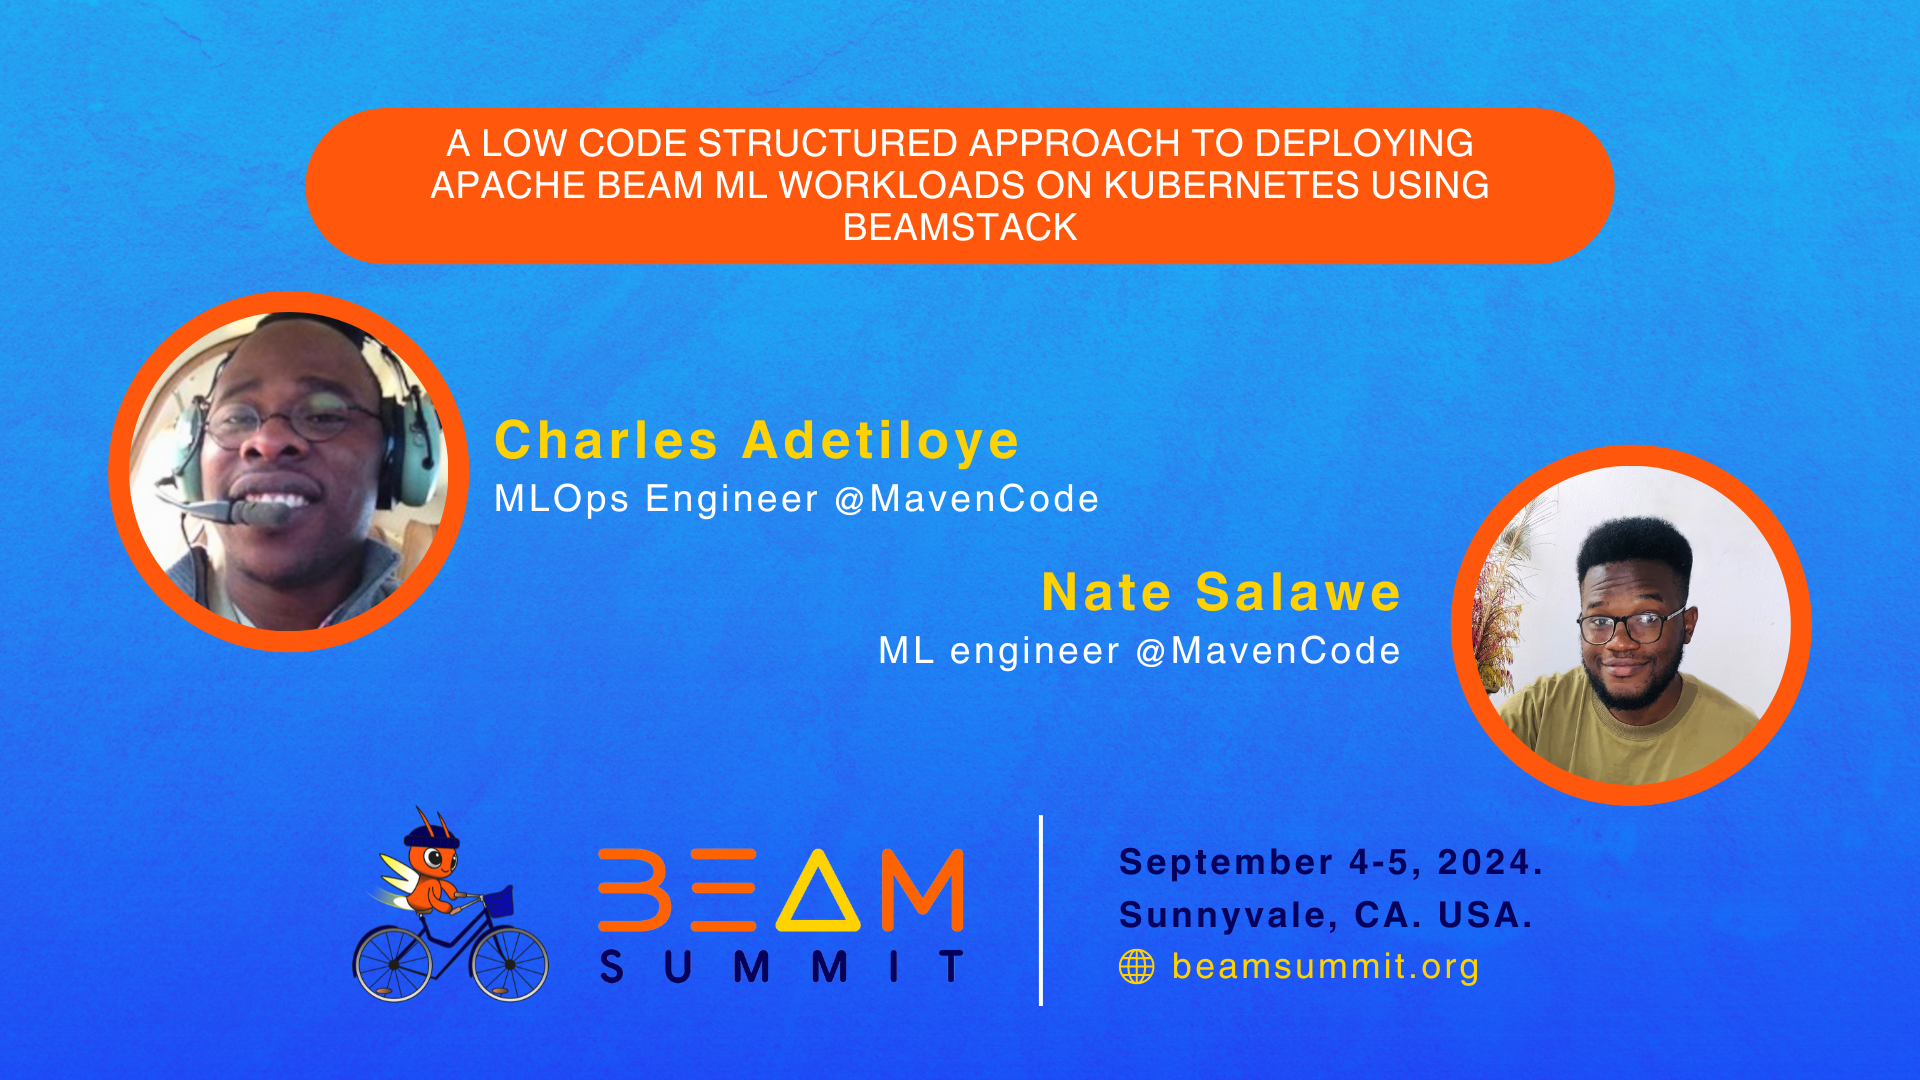 A LOW CODE STRUCTURED APPROACH TO DEPLOYING
APACHE BEAM ML WORKLOADS ON KUBERNETES USING
BEAMSTACK
Charles Adetiloye
MLOps Engineer @MavenCode
Nate Salawe
ML engineer @MavenCode
BEAM
SUMMIT
September 4-5, 2024.
Sunnyvale, CA. USA.
beamsummit.org